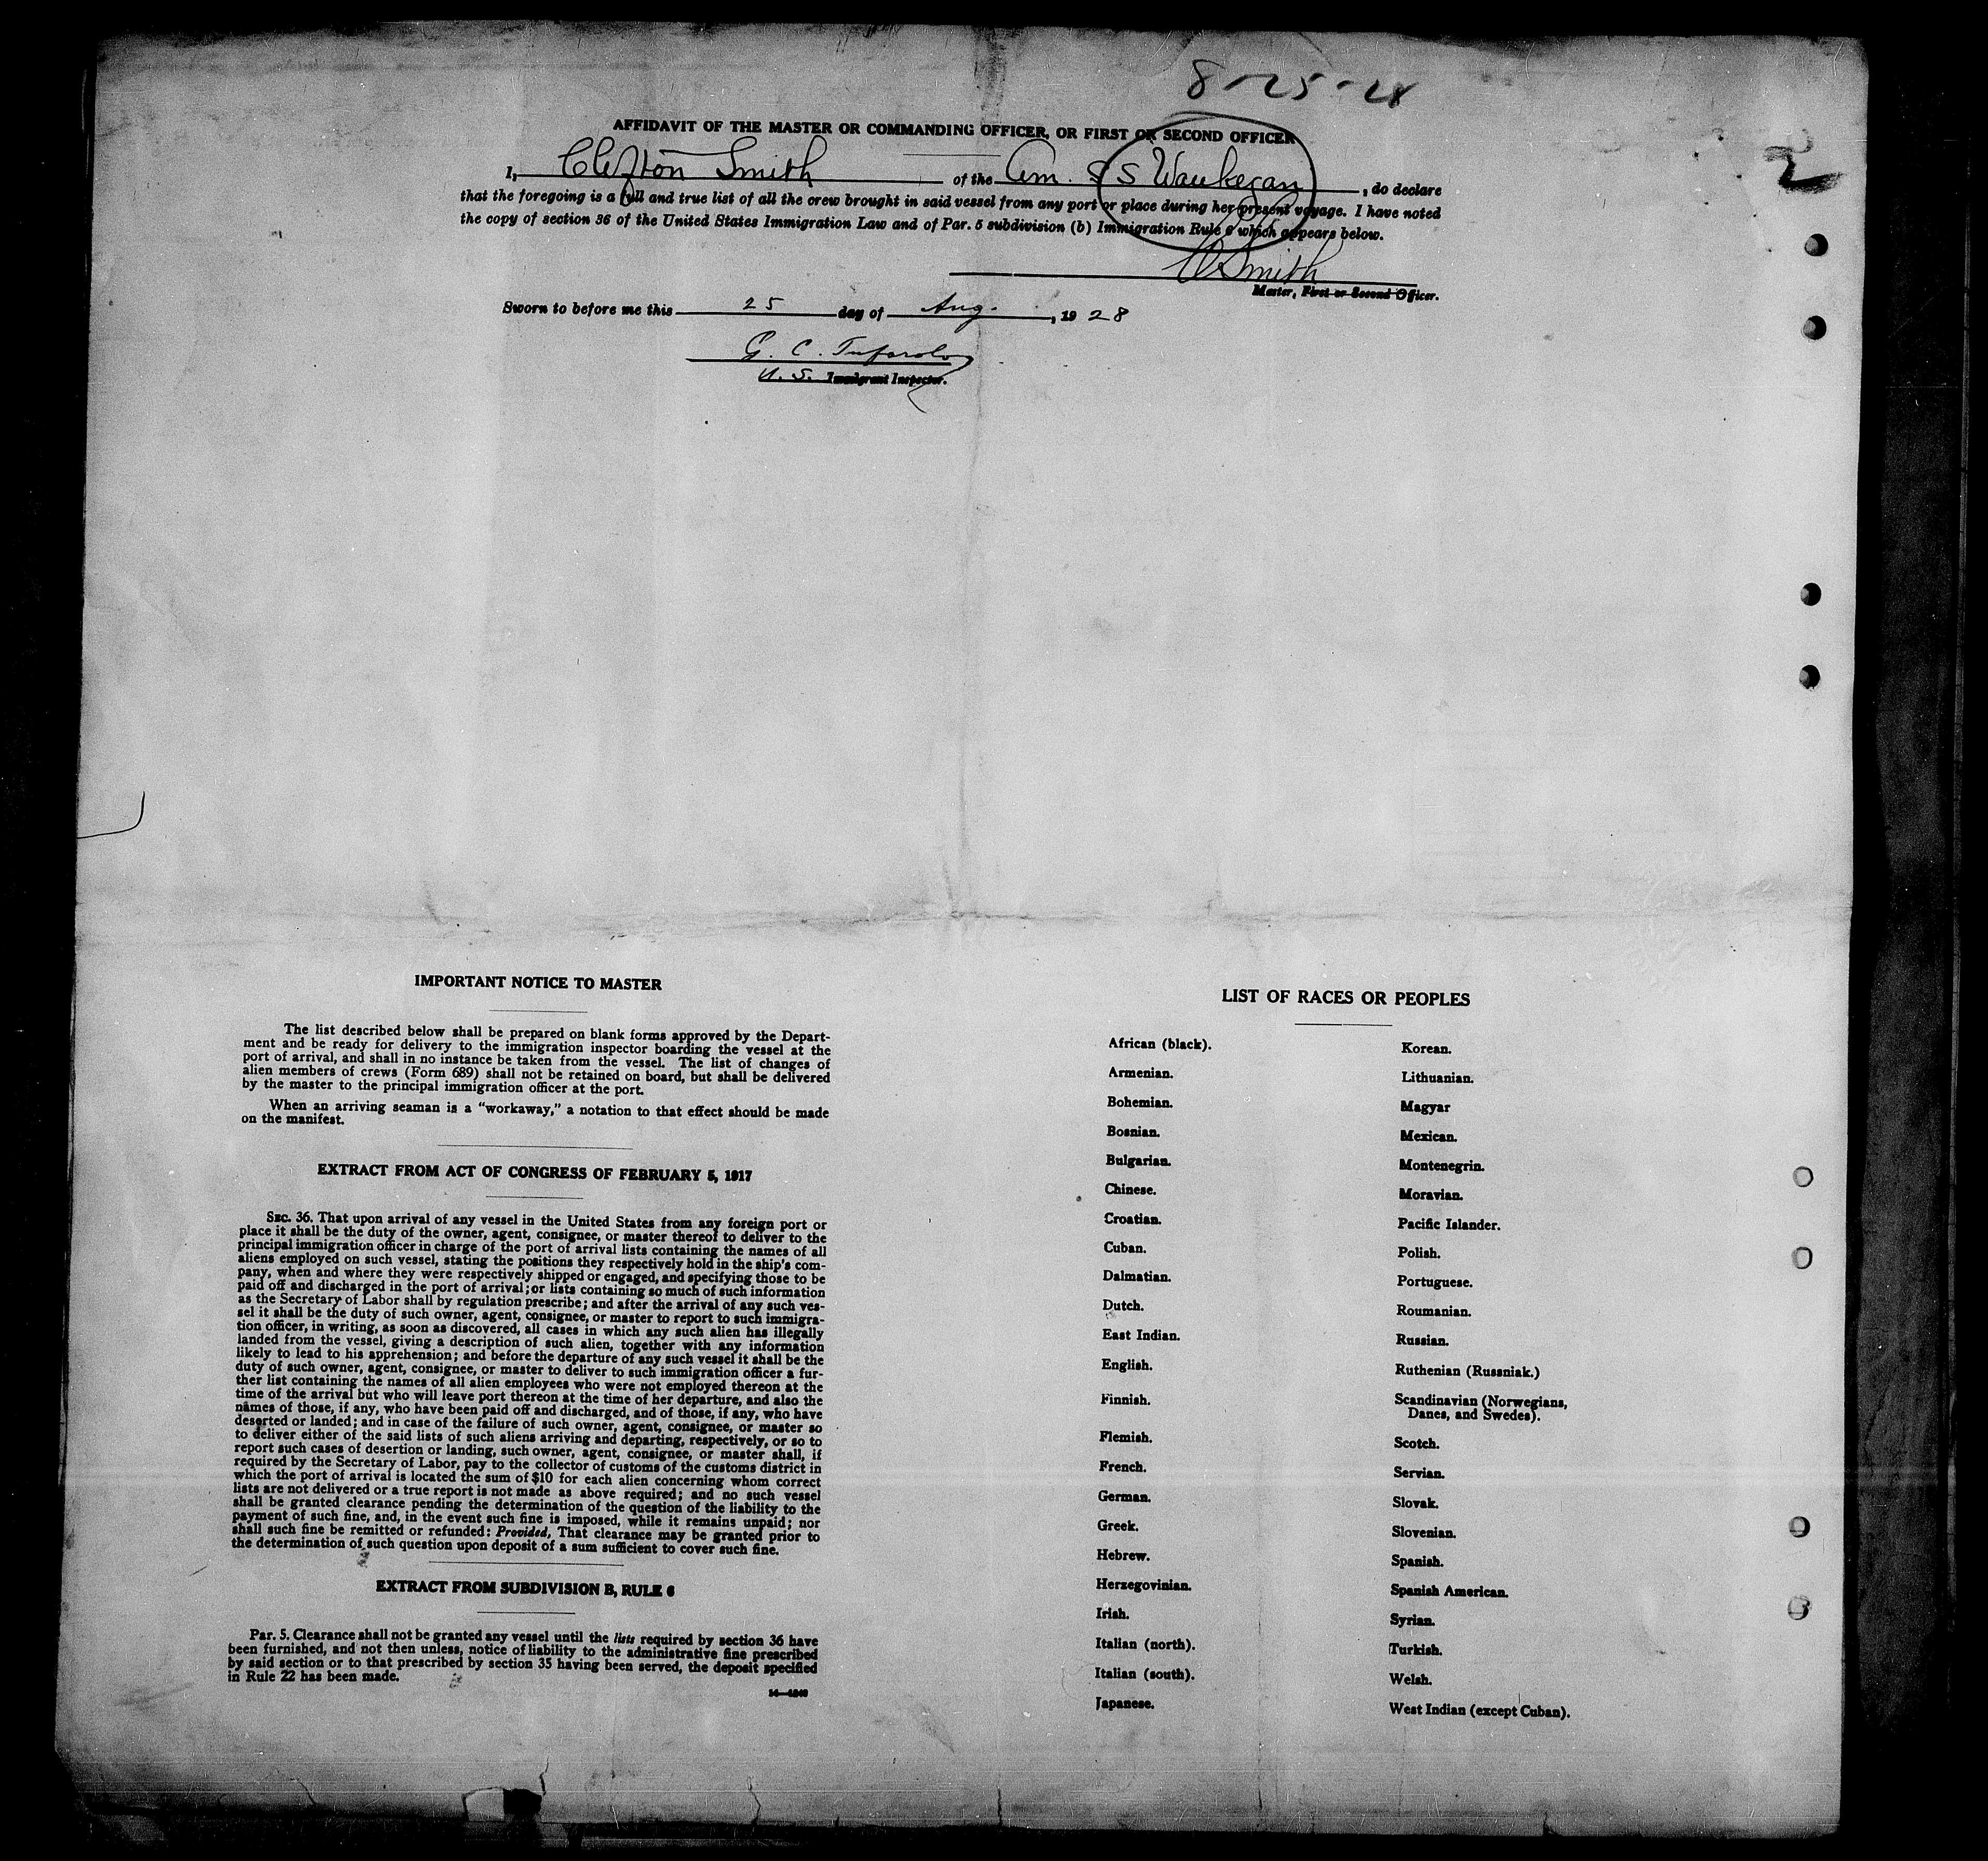 8-25-28
2
AFFIDAVIT OF THE MASTER OR COMMANDING OFFICER, OR FIRST OR SECOND OFFICER
I, Clifton Smith of the Am. S S Waukegan, do declare
that the foregoing is a full and true list of all the crew brought in said vessel from any port or place during her present voyage. I have noted
the copy of section 36 of the United States Immigration Law and of Par. 5 subdivision (b) Immigration Rule 6 which appears below.
C Smith
Master, First or Second Officer.
Sworn to before me this 25 day of Aug. , 19 28
G. C.
U. S. Immigrant Inspector.
IMPORTANT NOTICE TO MASTER
The list described below shall be prepared on blank forms approved by the Depart-
ment and be ready for delivery to the immigration inspector boarding the vessel at the
port of arrival, and shall in no instance be taken from the vessel. The list of changes of
alien members of crews (Form 689) shall not be retained on board, but shall be delivered
by the master to the principal immigration officer at the port.
When an arriving seaman is a "workaway," a notation to that effect should be made
on the manifest.
EXTRACT FROM ACT OF CONGRESS OF FEBRUARY 5, 1917
SEC. 36. That upon arrival of any vessel in the United States from any foreign port or
place it shall be the duty of the owner, agent, consignee, or master thereof to deliver to the
principal immigration officer in charge of the port of arrival lists containing the names of all
aliens employed on such vessel, stating the positions they respectively hold in the ship's com-
pany, when and where they were respectively shipped or engaged, and specifying those to be
paid off and discharged in the port of arrival; or lists containing so much of such information
as the Secretary of Labor shall by regulation prescribe; and after the arrival of any such ves-
sel it shall be the duty of such owner, agent, consignee, or master to report to such immigra-
tion officer, in writing, as soon as discovered, all cases in which any such alien has illegally
landed from the vessel, giving a description of such alien, together with any information
likely to lead to his apprehension; and before the departure of any such vessel it shall be the
duty of such owner, agent, consignee, or master to deliver to such immigration officer a fur-
ther list containing the names of all alien employees who were not employed thereon at the
time of the arrival but who will leave port thereon at the time of her departure, and also the
names of those, if any, who have been paid off and discharged, and of those, if any, who have
deserted or landed; and in case of the failure of such owner, agent, consignee, or master so
to deliver either of the said lists of such aliens arriving and departing, respectively, or so to
report such cases of desertion or landing, such owner, agent, consignee, or master shall, if
required by the Secretary of Labor, pay to the collector of customs of the customs district in
which the port of arrival is located the sum of $10 for each alien concerning whom correct
lists are not delivered or a true report is not made as above required; and no such vessel
shall be granted clearance pending the determination of the question of the liability to the
payment of such fine, and, in the event such fine is imposed, while it remains unpaid; nor
shall such fine be remitted or refunded: Provided, That clearance may be granted prior to
the determination of such question upon deposit of a sum sufficient to cover such fine.
EXTRACT FROM SUBDIVISION B, RULE 6
Par. 5. Clearance shall not be granted any vessel until the lists required by section 36 have
been furnished, and not then unless, notice of liability to the administrative fine prescribed
by said section or to that prescribed by section 35 having been served, the deposit specified
in Rule 22 has been made.
LIST OF RACES OR PEOPLES
African (black).
Armenian.
Bohemian.
Bosnian.
Bulgarian.
Chinese.
Croatian.
Cuban.
Dalmatian.
Dutch.
East Indian.
English.
Finnish.
Flemish.
French.
German.
Greek.
Hebrew.
Herzegovinian.
Irish.
Italian (north).
Italian (south).
Japanese.
Korean.
Lithuanian.
Magyar
Mexican.
Montenegrin.
Moravian.
Pacific Islander.
Polish.
Portuguese.
Roumanian.
Russian.
Ruthenian (Russniak.)
Scandinavian (Norwegians,
Danes, and Swedes).
Scotch.
Servian.
Slovak.
Slovenian.
Spanish.
Spanish American.
Syrian.
Turkish.
Welsh.
West Indian (except Cuban).